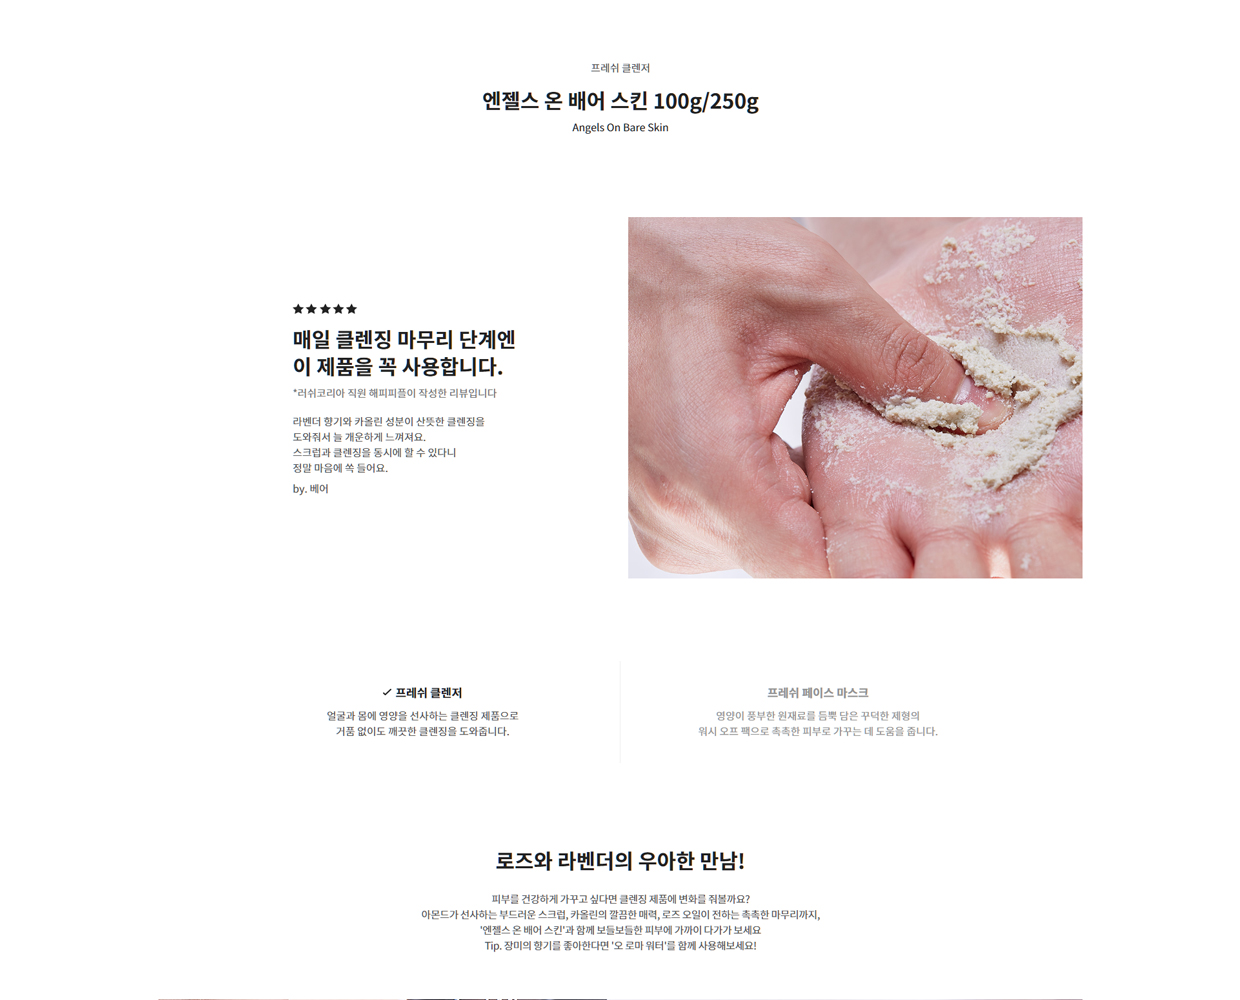 프레쉬 클렌저
엔젤스 온 배어 스킨 100g/250g
Angels On Bare Skin
★★★★★
매일 클렌징 마무리 단계엔
이 제품을 꼭 사용합니다.
*러쉬코리아 직원 해피피플이 작성한 리뷰입니다
라벤더 향기와 카올린 성분이 산뜻한 클렌징을
도와줘서 늘 개운하게 느껴져요.
스크럽과 클렌징을 동시에 할 수 있다니
정말 마음에 쏙 들어요.
by. 베어
✓ 프레쉬 클렌저
얼굴과 몸에 영양을 선사하는 클렌징 제품으로
거품 없이도 깨끗한 클렌징을 도와줍니다.
프레쉬 페이스 마스크
영양이 풍부한 원재료를 듬뿍 담은 꾸덕한 제형의
워시 오프 팩으로 촉촉한 피부로 가꾸는 데 도움을 줍니다.
로즈와 라벤더의 우아한 만남!
피부를 건강하게 가꾸고 싶다면 클렌징 제품에 변화를 줘볼까요?
아몬드가 선사하는 부드러운 스크럽, 카올린의 깔끔한 매력, 로즈 오일이 전하는 촉촉한 마무리까지,
'엔젤스 온 배어 스킨'과 함께 보들보들한 피부에 가까이 다가가 보세요
Tip. 장미의 향기를 좋아한다면 '오 로마 워터'를 함께 사용해보세요!